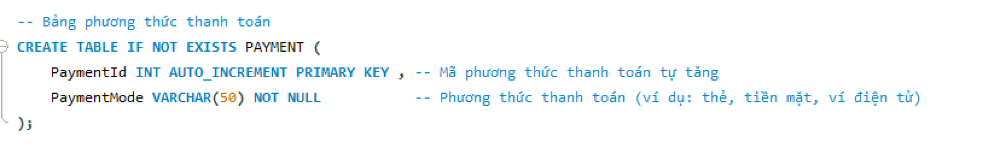 -- Bảng phương thức thanh toán
CREATE TABLE IF NOT EXISTS PAYMENT (
    PaymentId INT AUTO_INCREMENT PRIMARY KEY , -- Mã phương thức thanh toán tự tăng
    PaymentMode VARCHAR(50) NOT NULL           -- Phương thức thanh toán (ví dụ: thẻ, tiền mặt, ví điện tử)
);